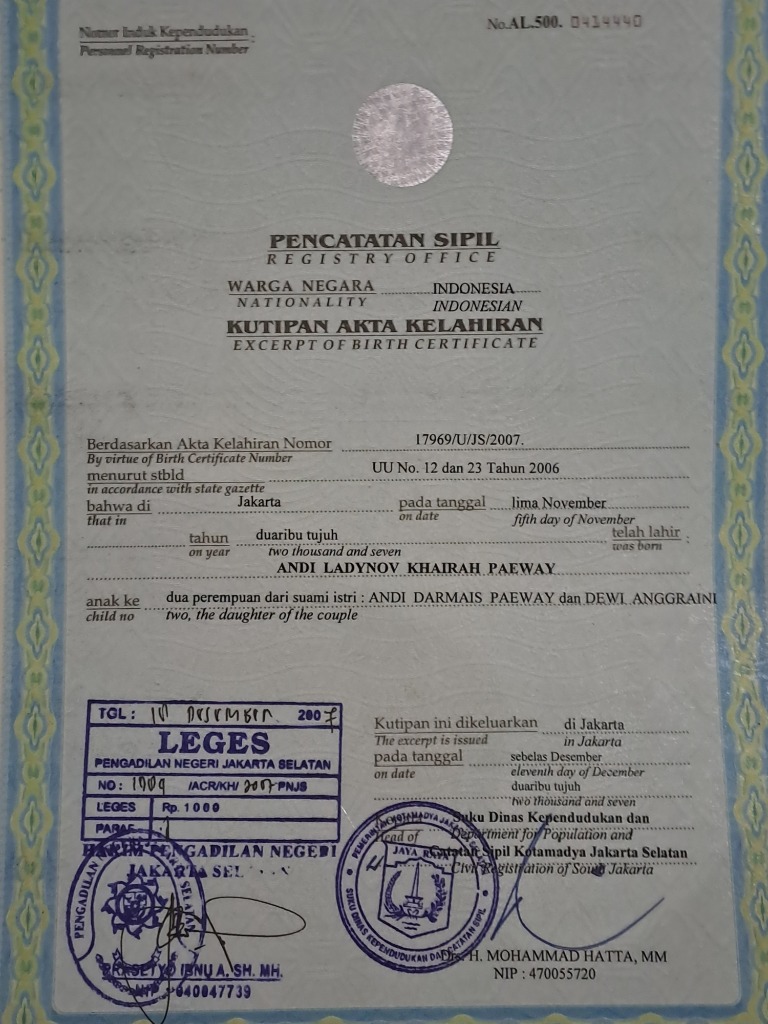 Nomor Induk Kependudukan :
Personnel Registration Number
No.AL.500. 0414440
PENCATATAN SIPIL
REGISTRY OFFICE
WARGA NEGARA INDONESIA
NATIONALITY INDONESIAN
KUTIPAN AKTA KELAHIRAN
EXCERPT OF BIRTH CERTIFICATE
Berdasarkan Akta Kelahiran Nomor 17969/U/JS/2007.
By virtue of Birth Certificate Number
menurut stbld UU No. 12 dan 23 Tahun 2006
in accordance with state gazette
bahwa di Jakarta pada tanggal lima November
that in on date fifth day of November
tahun duaribu tujuh telah lahir :
on year two thousand and seven was born
ANDI LADYNOV KHAIRAH PAEWAY
anak ke dua perempuan dari suami istri : ANDI DARMAIS PAEWAY dan DEWI ANGGRAINI
child no two, the daughter of the couple
Kutipan ini dikeluarkan di Jakarta
The excerpt is issued in Jakarta
pada tanggal sebelas Desember
on date eleventh day of December
duaribu tujuh
two thousand and seven
Suku Dinas Kependudukan dan
Head of Department for Population and
Catatan Sipil Kotamadya Jakarta Selatan
Civil Registration of South Jakarta
Drs. H. MOHAMMAD HATTA, MM
NIP : 470055720
TGL : Desember 2007
LEGES
PENGADILAN NEGERI JAKARTA SELATAN
NO : /ACR/KH/ 2007 PNJS
LEGES Rp. 1000
PARAF
HAKIM PENGADILAN NEGEDI
JAKARTA SEL
PRASETYO IBNU A, SH. MH.
NIP 040047739
JAYA RAYA
SUKU DINAS KEPENDUDUKAN DAN CATATAN SIPIL